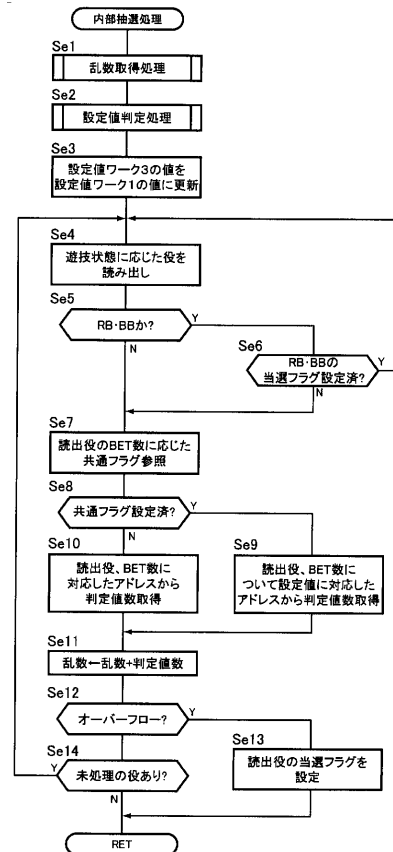 内部抽選処理
Se1
乱数取得処理
Se2
設定値判定処理
Se3
設定値ワーク3の値を
設定値ワーク1の値に更新
Se4
遊技状態に応じた役を
読み出し
Se5
RB・BBか?
Y
N
Se6
RB・BBの
当選フラグ設定済?
Y
N
Se7
読出役のBET数に応じた
共通フラグ参照
Se8
共通フラグ設定済?
Y
N
Se10
読出役、BET数に
対応したアドレスから
判定値数取得
Se9
読出役、BET数に
ついて設定値に対応した
アドレスから判定値数取得
Se11
乱数←乱数+判定値数
Se12
オーバーフロー?
Y
Se13
読出役の当選フラグを
設定
Se14
Y
未処理の役あり?
N
RET